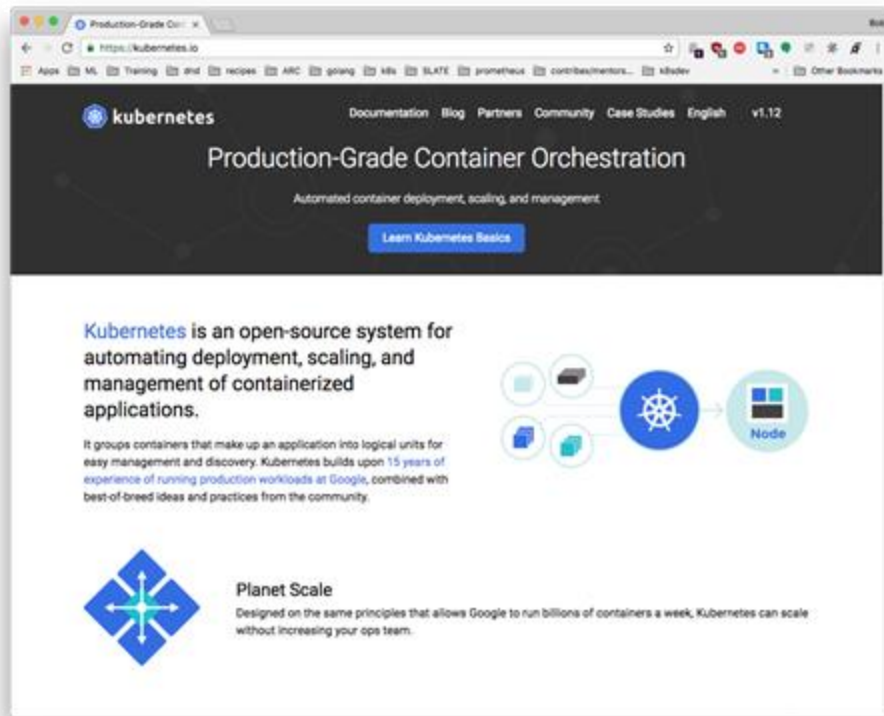 Production-Grade Con
https://kubernetes.io
Apps ML Training dnd recipes ARC golang k8s SLATE prometheus contribex/mentors... k8sdev » Other Bookmarks
kubernetes Documentation Blog Partners Community Case Studies English v1.12
Production-Grade Container Orchestration
Automated container deployment, scaling, and management
Learn Kubernetes Basics
Kubernetes is an open-source system for
automating deployment, scaling, and
management of containerized
applications.
It groups containers that make up an application into logical units for
easy management and discovery. Kubernetes builds upon 15 years of
experience of running production workloads at Google, combined with
best-of-breed ideas and practices from the community.
Node
Planet Scale
Designed on the same principles that allows Google to run billions of containers a week, Kubernetes can scale
without increasing your ops team.